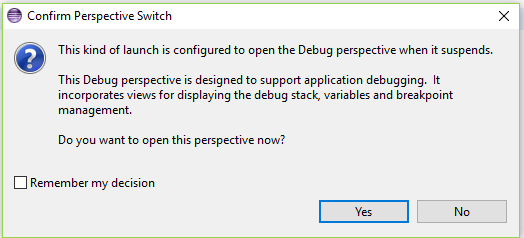 Confirm Perspective Switch
This kind of launch is configured to open the Debug perspective when it suspends.
This Debug perspective is designed to support application debugging.  It
incorporates views for displaying the debug stack, variables and breakpoint
management.
Do you want to open this perspective now?
Remember my decision
Yes
No